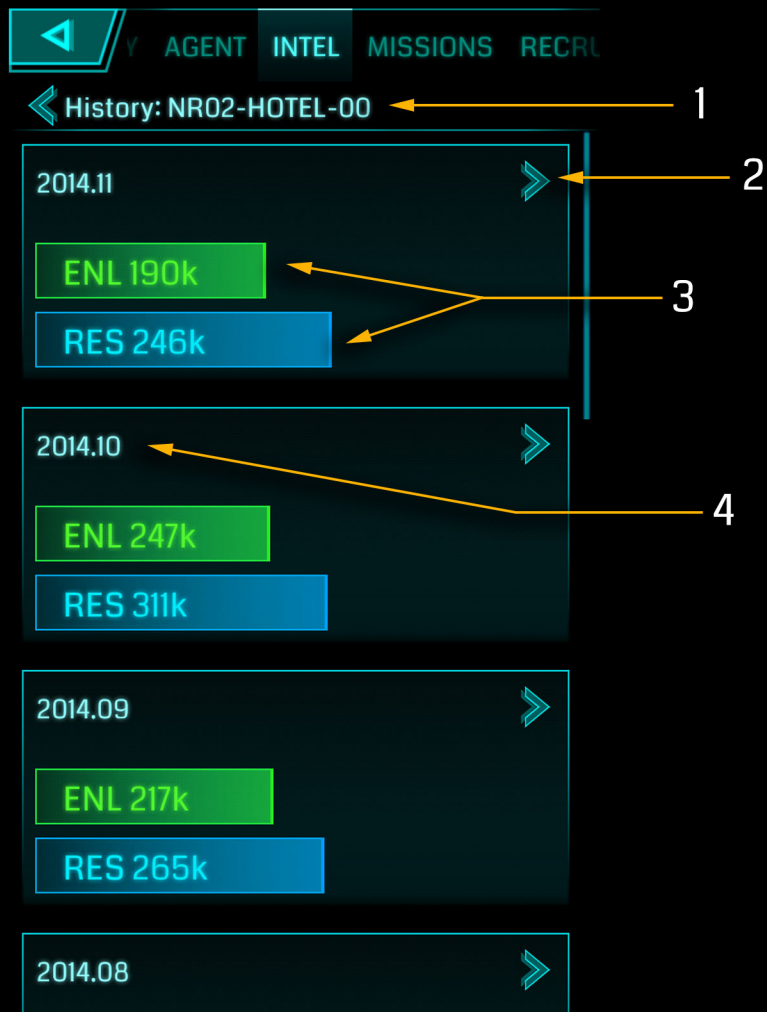 Y AGENT INTEL MISSIONS RECRU
History: NR02-HOTEL-00 1
2014.11 2
ENL 190k
3
RES 246k
2014.10
4
ENL 247k
RES 311k
2014.09
ENL 217k
RES 265k
2014.08